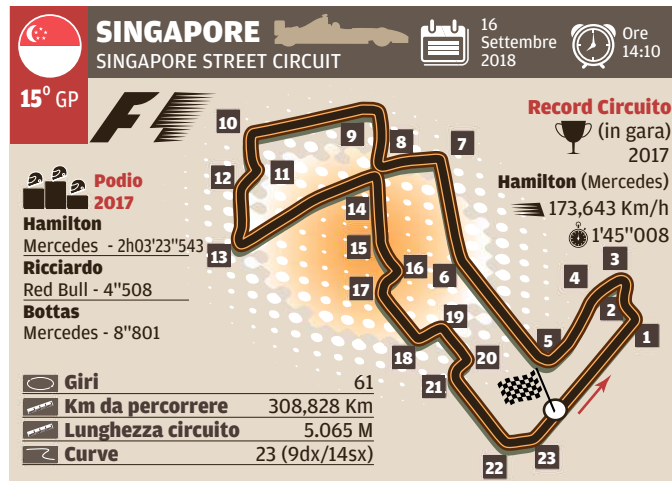 SINGAPORE
SINGAPORE STREET CIRCUIT
16
Settembre
2018
Ore
14:10
15° GP
F1
Record Circuito
(in gara)
2017
Hamilton (Mercedes)
173,643 Km/h
1'45"008
Podio
2017
Hamilton
Mercedes - 2h03'23"543
Ricciardo
Red Bull - 4"508
Bottas
Mercedes - 8"801
10
9
8
7
12
11
14
13
15
16
6
17
3
4
2
1
19
18
5
20
21
22
23
Giri 61
Km da percorrere 308,828 Km
Lunghezza circuito 5.065 M
Curve 23 (9dx/14sx)